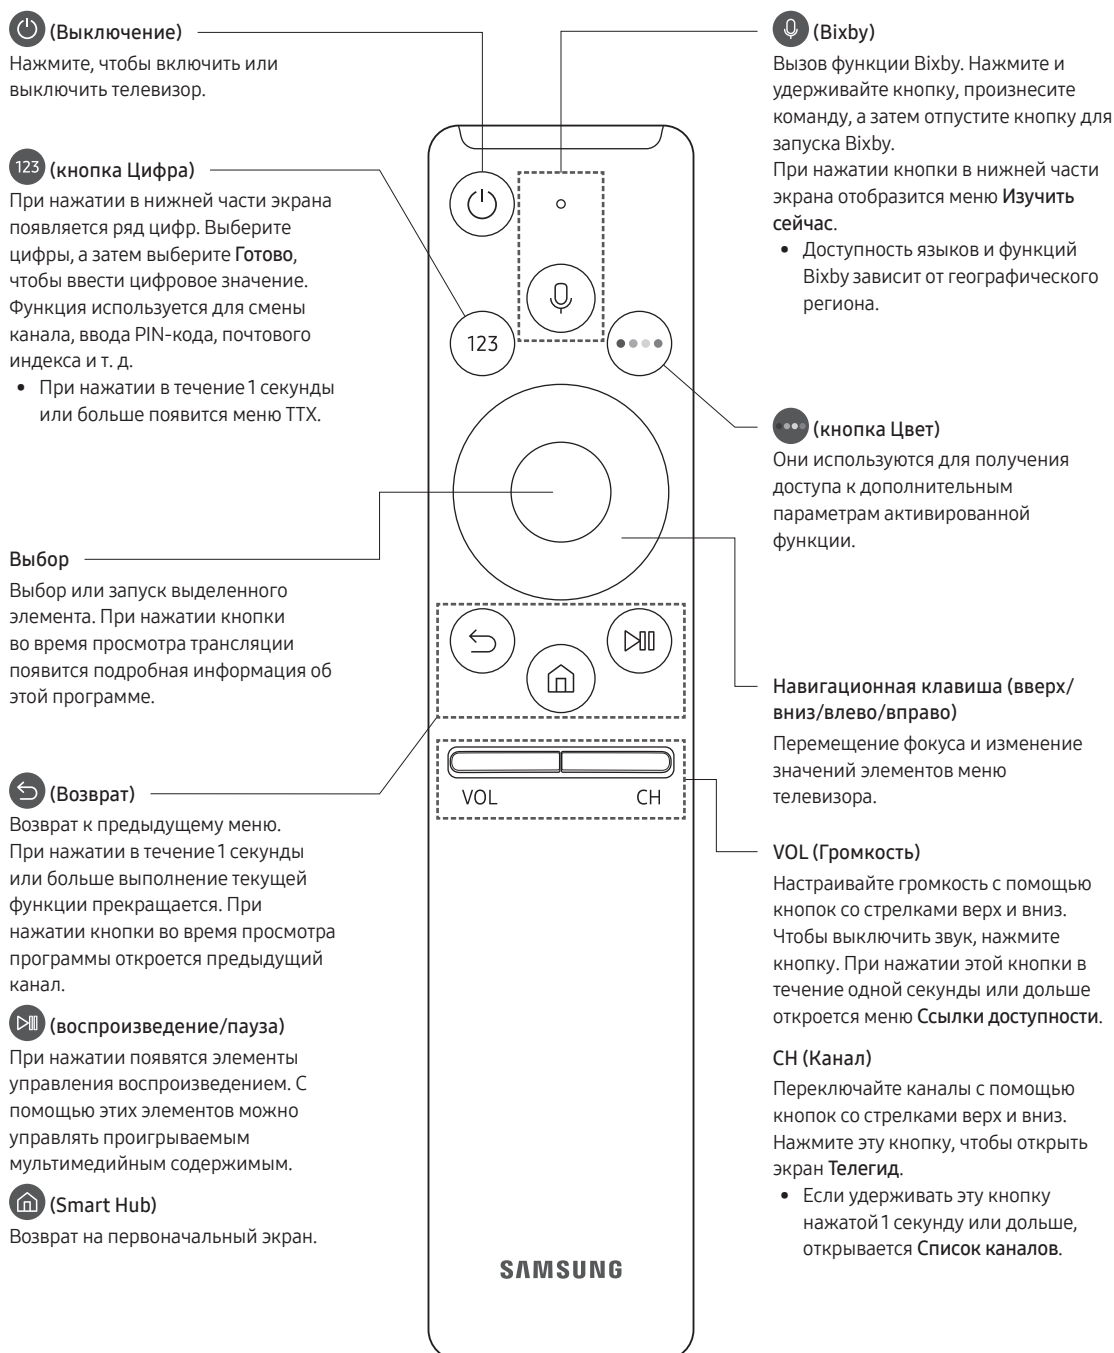 (Выключение)
Нажмите, чтобы включить или
выключить телевизор.
123 (кнопка Цифра)
При нажатии в нижней части экрана
появляется ряд цифр. Выберите
цифры, а затем выберите Готово,
чтобы ввести цифровое значение.
Функция используется для смены
канала, ввода PIN-кода, почтового
индекса и т. д.
• При нажатии в течение 1 секунды
или больше появится меню TTX.
Выбор
Выбор или запуск выделенного
элемента. При нажатии кнопки
во время просмотра трансляции
появится подробная информация об
этой программе.
(Возврат)
Возврат к предыдущему меню.
При нажатии в течение 1 секунды
или больше выполнение текущей
функции прекращается. При
нажатии кнопки во время просмотра
программы откроется предыдущий
канал.
(воспроизведение/пауза)
При нажатии появятся элементы
управления воспроизведением. С
помощью этих элементов можно
управлять проигрываемым
мультимедийным содержимым.
(Smart Hub)
Возврат на первоначальный экран.
123
VOL CH
SAMSUNG
(Bixby)
Вызов функции Bixby. Нажмите и
удерживайте кнопку, произнесите
команду, а затем отпустите кнопку для
запуска Bixby.
При нажатии кнопки в нижней части
экрана отобразится меню Изучить
сейчас.
• Доступность языков и функций
Bixby зависит от географического
региона.
(кнопка Цвет)
Они используются для получения
доступа к дополнительным
параметрам активированной
функции.
Навигационная клавиша (вверх/
вниз/влево/вправо)
Перемещение фокуса и изменение
значений элементов меню
телевизора.
VOL (Громкость)
Настраивайте громкость с помощью
кнопок со стрелками верх и вниз.
Чтобы выключить звук, нажмите
кнопку. При нажатии этой кнопки в
течение одной секунды или дольше
откроется меню Ссылки доступности.
CH (Канал)
Переключайте каналы с помощью
кнопок со стрелками верх и вниз.
Нажмите эту кнопку, чтобы открыть
экран Телегид.
• Если удерживать эту кнопку
нажатой 1 секунду или дольше,
открывается Список каналов.